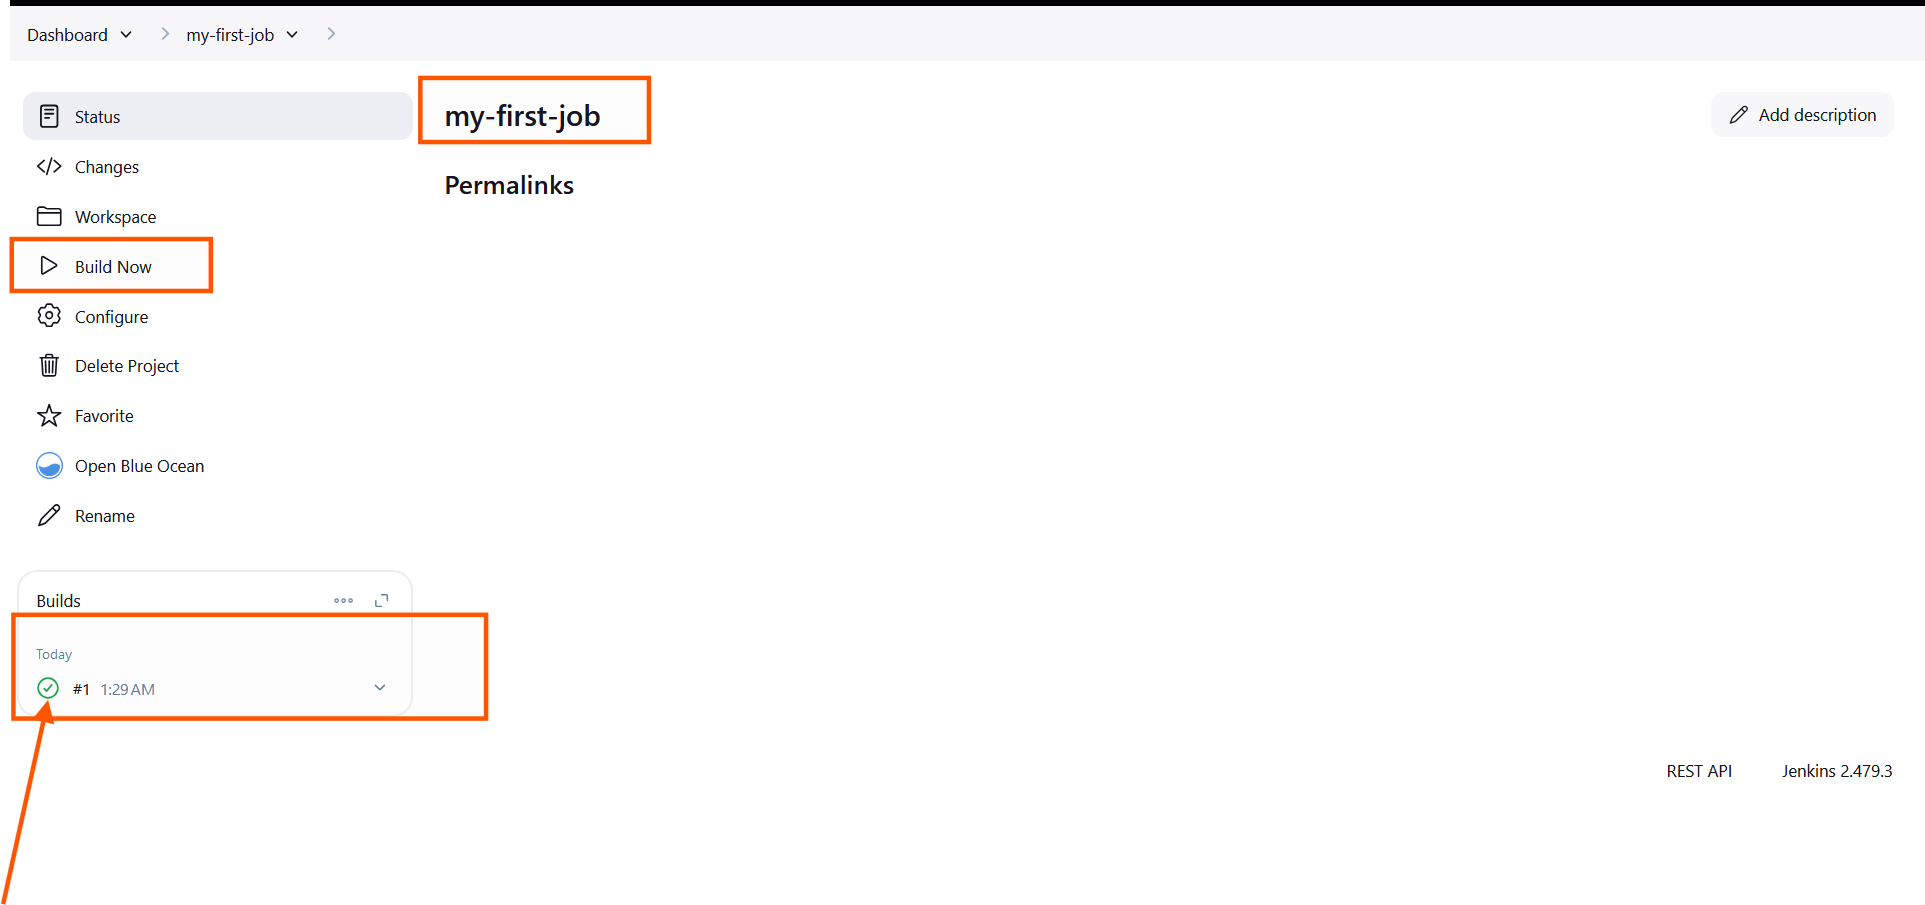 Dashboard my-first-job
Status
Changes
Workspace
Build Now
Configure
Delete Project
Favorite
Open Blue Ocean
Rename
Builds
Today
#1 1:29 AM
my-first-job
Add description
Permalinks
REST API Jenkins 2.479.3